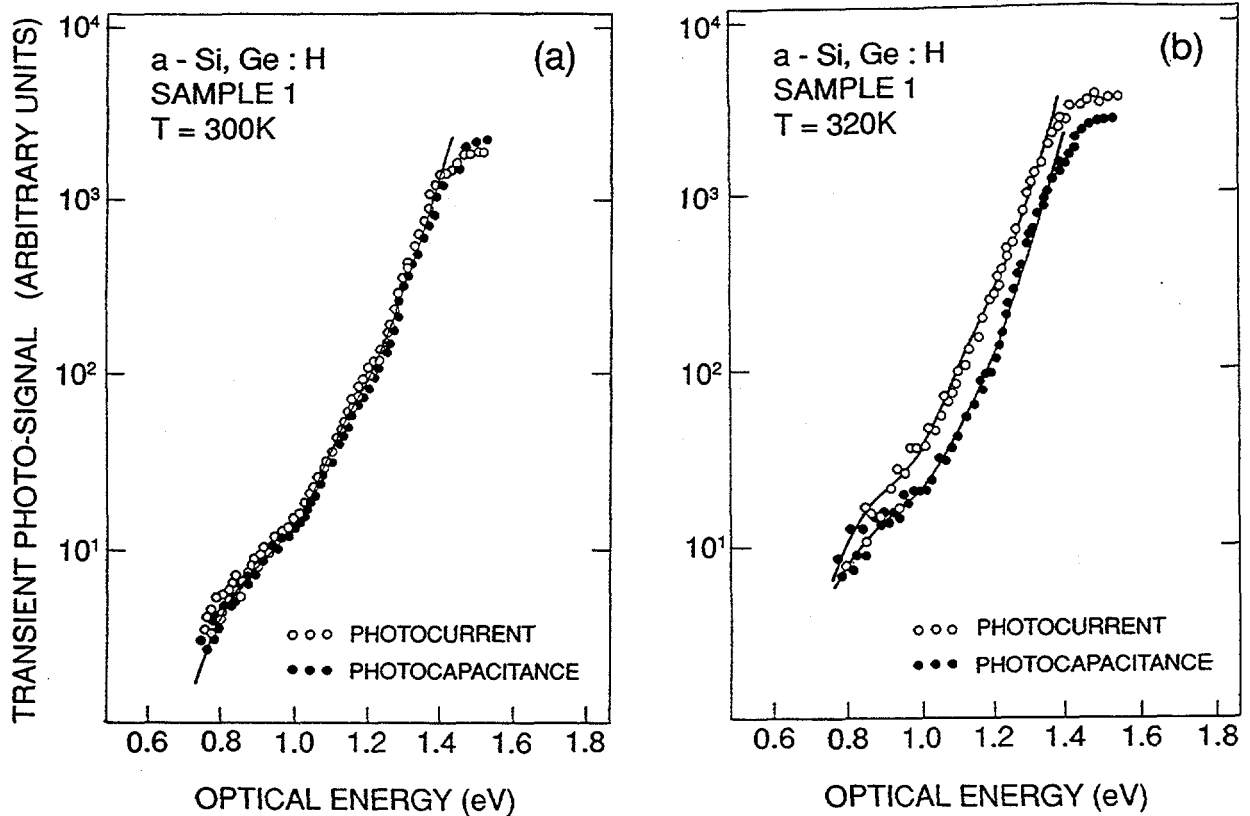 TRANSIENT PHOTO-SIGNAL (ARBITRARY UNITS)
10⁴
10³
10²
10¹
a - Si, Ge : H
SAMPLE 1
T = 300K
(a)
○○○ PHOTOCURRENT
●●● PHOTOCAPACITANCE
0.6 0.8 1.0 1.2 1.4 1.6 1.8
OPTICAL ENERGY (eV)
10⁴
10³
10²
10¹
a - Si, Ge : H
SAMPLE 1
T = 320K
(b)
○○○ PHOTOCURRENT
●●● PHOTOCAPACITANCE
0.6 0.8 1.0 1.2 1.4 1.6 1.8
OPTICAL ENERGY (eV)